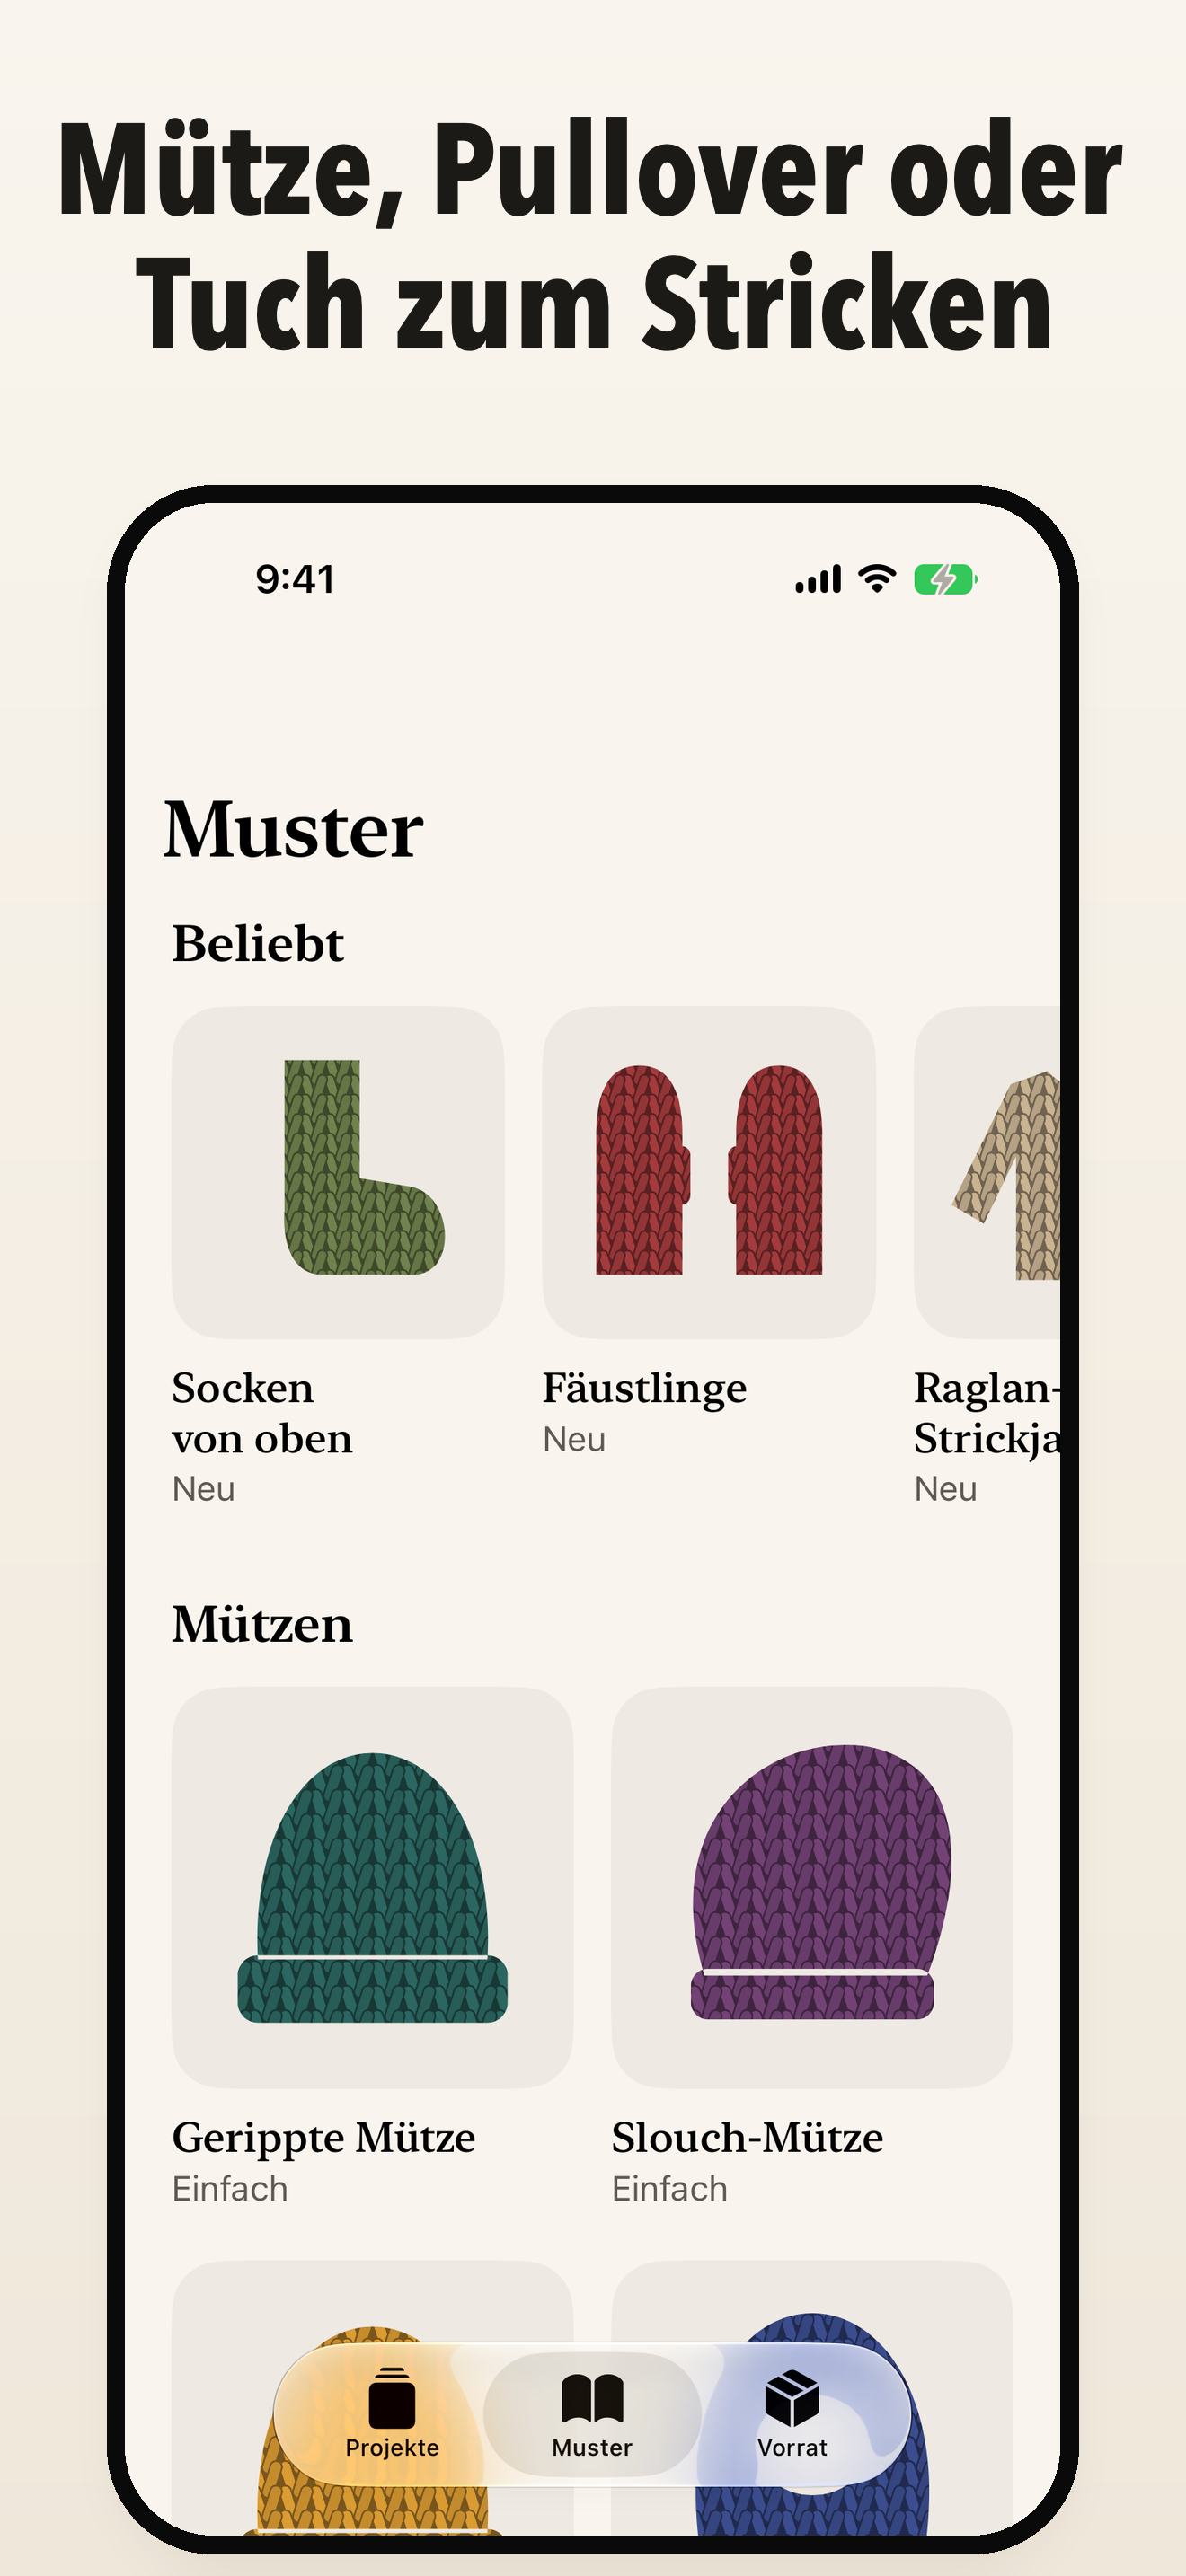 Mütze, Pullover oder
Tuch zum Stricken
9:41
Muster
Beliebt
Socken
von oben
Neu
Fäustlinge
Neu
Raglan-
Strickja
Neu
Mützen
Gerippte Mütze
Einfach
Slouch-Mütze
Einfach
Projekte
Muster
Vorrat